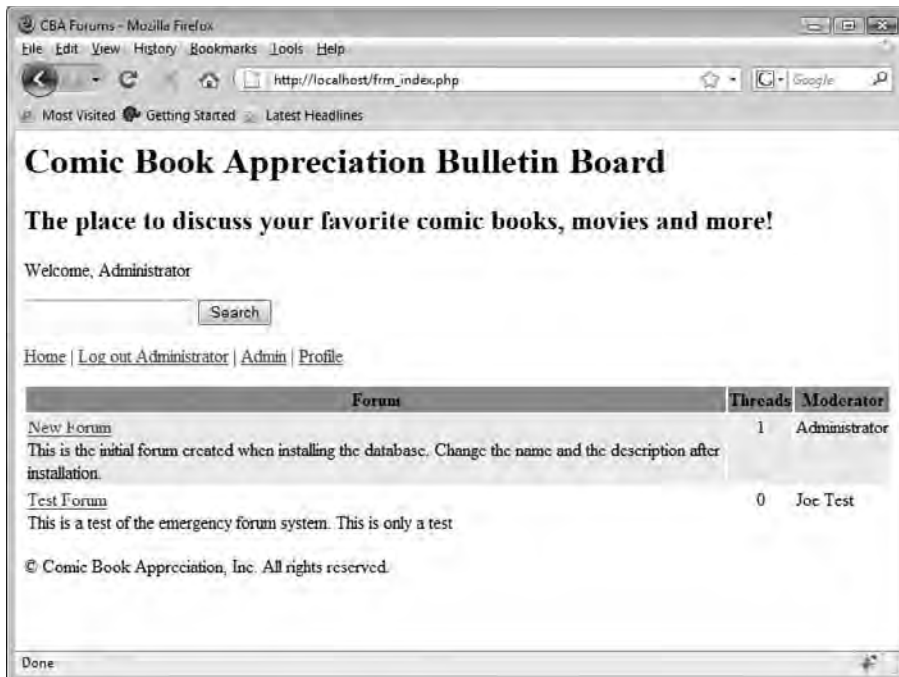 CBA Forums - Mozilla Firefox
File Edit View History Bookmarks Tools Help
http://localhost/frm_index.php
G Google
Most Visited Getting Started Latest Headlines
Comic Book Appreciation Bulletin Board
The place to discuss your favorite comic books, movies and more!
Welcome, Administrator
Search
Home | Log out Administrator | Admin | Profile
Forum Threads Moderator
New Forum 1 Administrator
This is the initial forum created when installing the database. Change the name and the description after
installation.
Test Forum 0 Joe Test
This is a test of the emergency forum system. This is only a test
© Comic Book Appreciation, Inc. All rights reserved.
Done